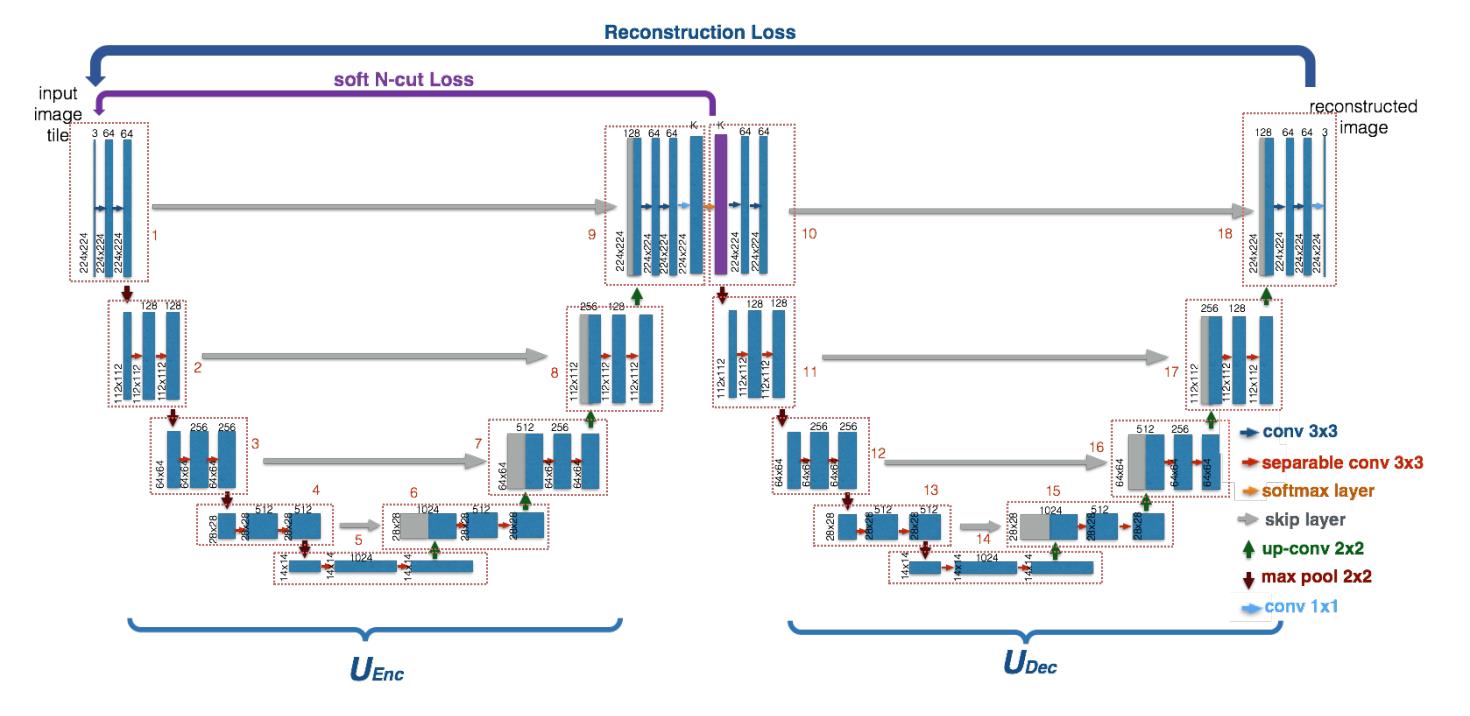 Reconstruction Loss
soft N-cut Loss
input
image
tile
reconstructed
image
3 64 64
224x224 224x224 224x224
1
128 64 64 K
224x224 224x224 224x224 224x224
9
K 64 64
224x224 224x224
10
128 64 64 3
224x224 224x224 224x224 224x224
18
128 128
112x112 112x112 112x112
2
256 128
112x112 112x112 112x112
8
128 128
112x112 112x112 112x112
11
256 128
112x112 112x112 112x112
17
256 256
64x64 64x64 64x64
3
512 256
64x64 64x64 64x64
7
256 256
64x64 64x64 64x64
12
512 256
64x64 64x64 64x64
16
4
512 512
28x28 28x28 28x28
6
1024 512
28x28 28x28 28x28
13
512 512
28x28 28x28 28x28
15
1024 512
28x28 28x28 28x28
5
1024
14x14 14x14 14x14
14
1024
14x14 14x14 14x14
conv 3x3
separable conv 3x3
softmax layer
skip layer
up-conv 2x2
max pool 2x2
conv 1x1
UEnc
UDec